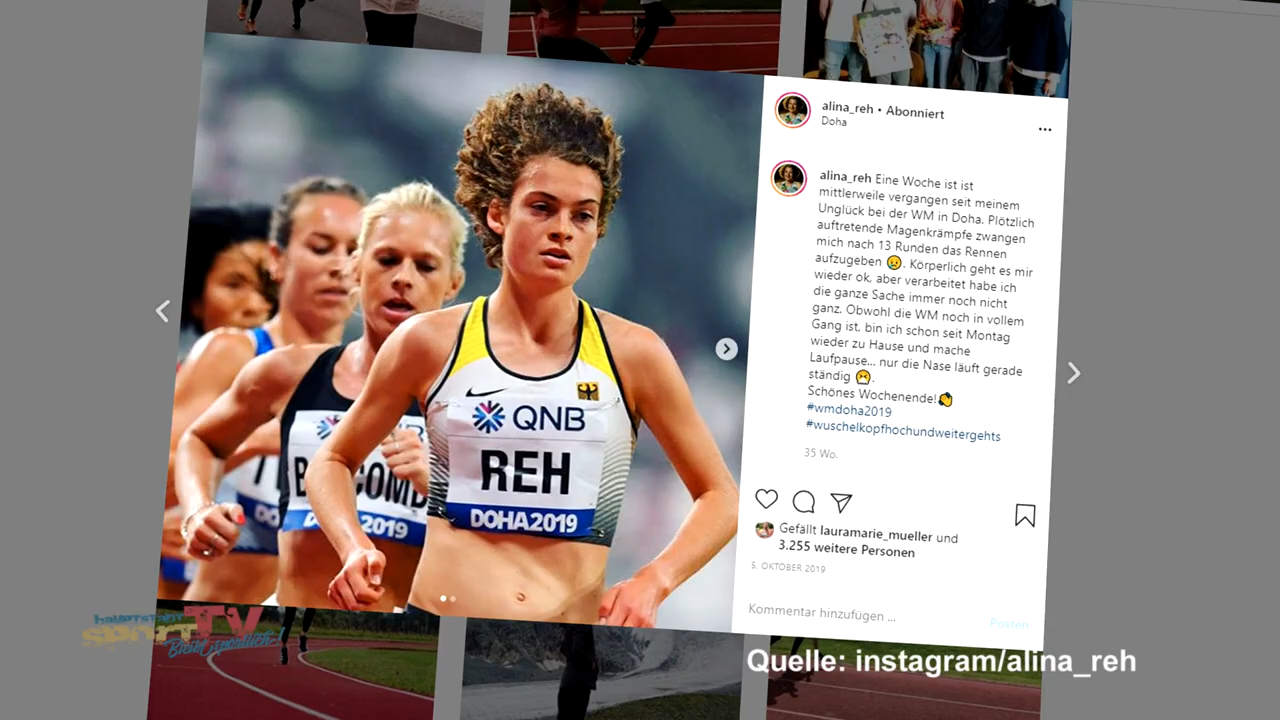 alina_reh • Abonniert
Doha
alina_reh Eine Woche ist ist
mittlerweile vergangen seit meinem
Unglück bei der WM in Doha. Plötzlich
auftretende Magenkrämpfe zwangen
mich nach 13 Runden das Rennen
aufzugeben 😢. Körperlich geht es mir
wieder ok, aber verarbeitet habe ich
die ganze Sache immer noch nicht
ganz. Obwohl die WM noch in vollem
Gang ist, bin ich schon seit Montag
wieder zu Hause und mache
Laufpause... nur die Nase läuft gerade
ständig 🤧.
Schönes Wochenende!👏
#wmdoha2019
#wuschelkopfhochundweitergehts
35 Wo.
QNB
REH
DOHA2019
2019
Gefällt lauramarie_mueller und
3.255 weitere Personen
5. OKTOBER 2019
Kommentar hinzufügen ...
Posten
sport TV
Bleibt sportlich!
Quelle: instagram/alina_reh